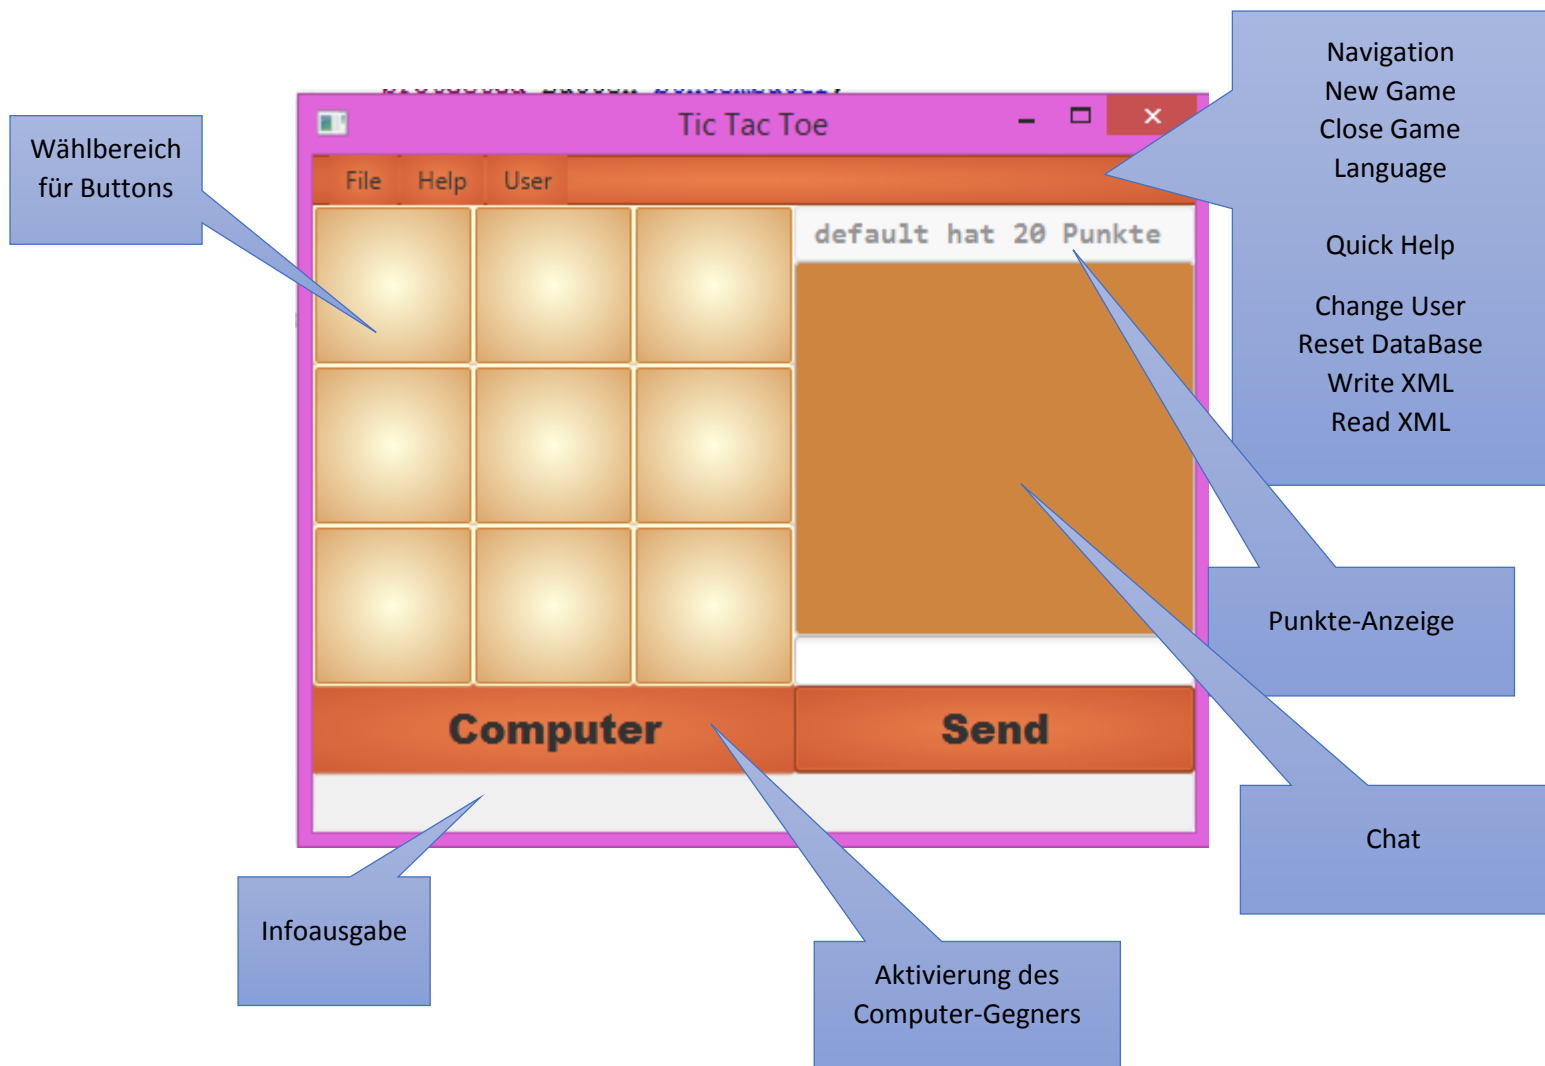 Navigation
New Game
Close Game
Language
Quick Help
Change User
Reset DataBase
Write XML
Read XML
Wählbereich
für Buttons
Tic Tac Toe
File Help User
default hat 20 Punkte
Punkte-Anzeige
Computer
Send
Chat
Infoausgabe
Aktivierung des
Computer-Gegners